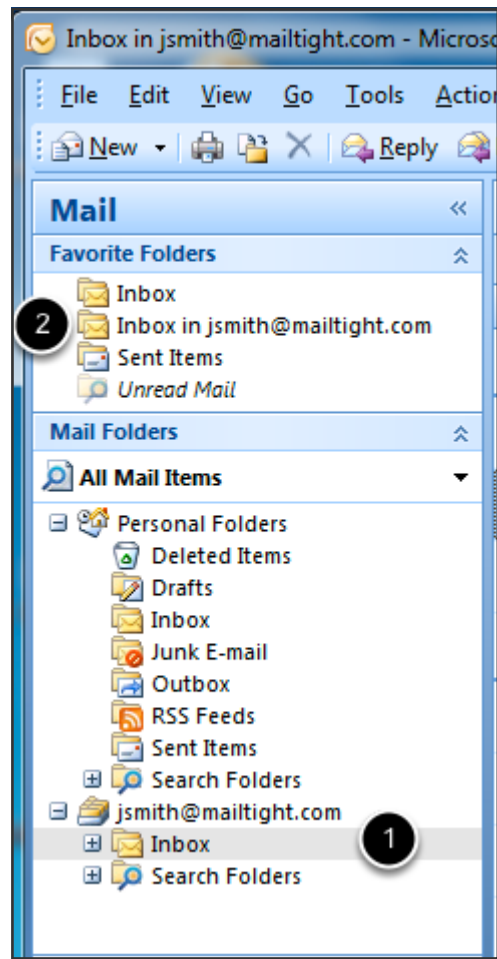 Inbox in jsmith@mailtight.com - Micros
File Edit View Go Tools Actio
New Reply
Mail «
Favorite Folders
Inbox
2 Inbox in jsmith@mailtight.com
Sent Items
Unread Mail
Mail Folders
All Mail Items
Personal Folders
Deleted Items
Drafts
Inbox
Junk E-mail
Outbox
RSS Feeds
Sent Items
Search Folders
jsmith@mailtight.com
Inbox 1
Search Folders